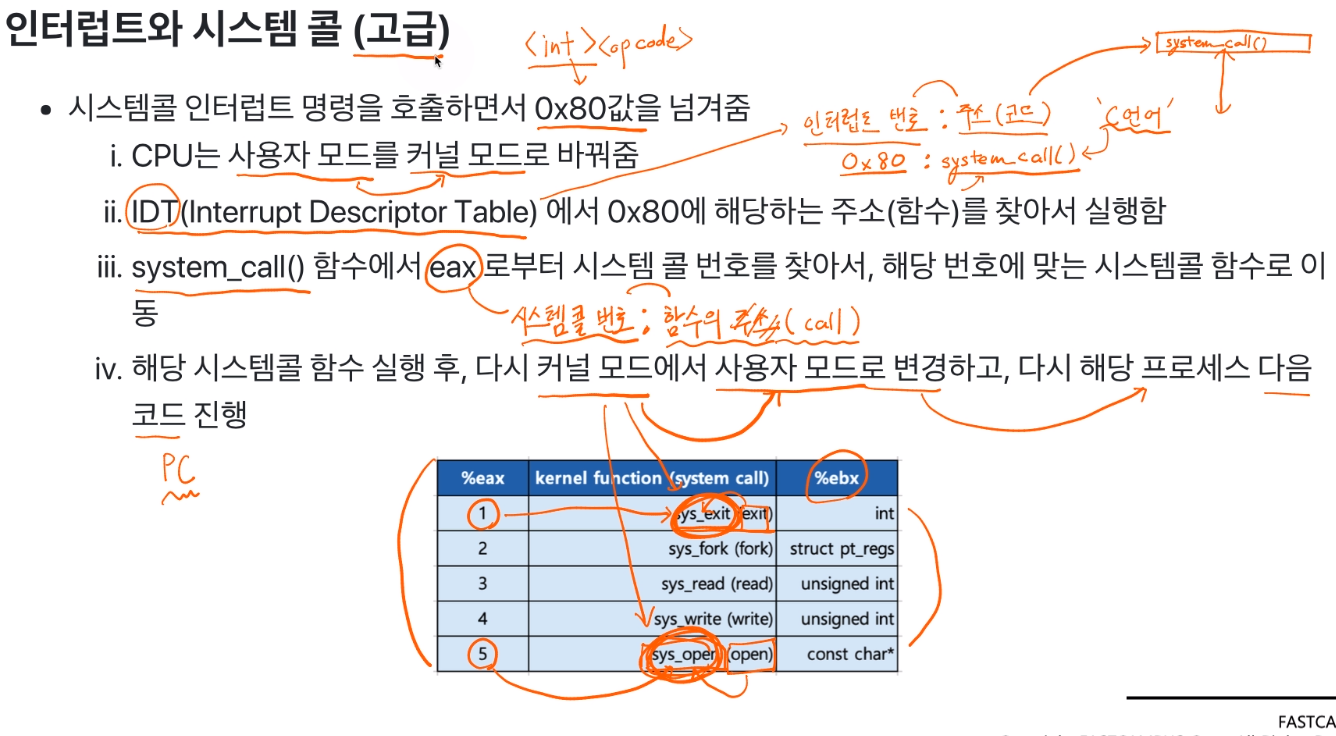 인터럽트와 시스템 콜 (고급)
<int> <opcode>
system_call()
시스템콜 인터럽트 명령을 호출하면서 0x80값을 넘겨줌
인터럽트 번호 : 주소 (코드)
'C언어'
0x80 : system_call()
i. CPU는 사용자 모드를 커널 모드로 바꿔줌
ii. IDT(Interrupt Descriptor Table) 에서 0x80에 해당하는 주소(함수)를 찾아서 실행함
iii. system_call() 함수에서 eax로부터 시스템 콜 번호를 찾아서, 해당 번호에 맞는 시스템콜 함수로 이
동
시스템콜 번호 : 함수의 주소 (call)
iv. 해당 시스템콜 함수 실행 후, 다시 커널 모드에서 사용자 모드로 변경하고, 다시 해당 프로세스 다음
코드 진행
PC
%eax kernel function (system call) %ebx
1 sys_exit (exit) int
2 sys_fork (fork) struct pt_regs
3 sys_read (read) unsigned int
4 sys_write (write) unsigned int
5 sys_open (open) const char*
FASTCA